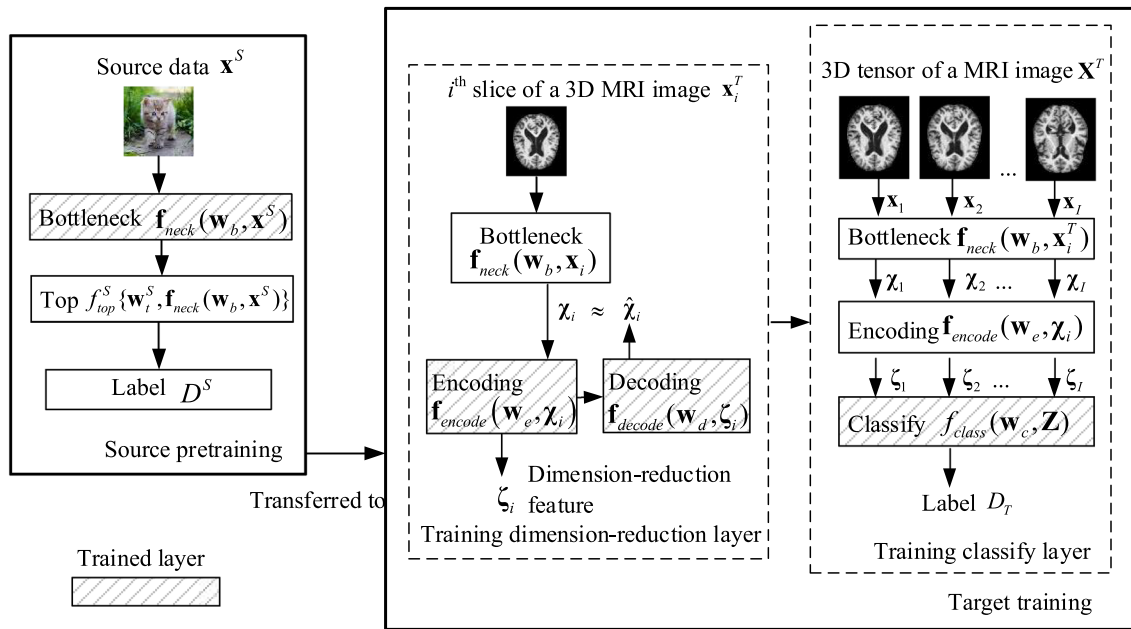 Source data x^S
Bottleneck f_neck(w_b, x^S)
Top f^S_top{w^S_t, f_neck(w_b, x^S)}
Label D^S
Source pretraining
Transferred to
Trained layer
i^th slice of a 3D MRI image x^T_i
Bottleneck
f_neck(w_b, x_i)
χ_i ≈ χ̂_i
Encoding
f_encode(w_e, χ_i)
Decoding
f_decode(w_d, ζ_i)
Dimension-reduction
ζ_i feature
Training dimension-reduction layer
3D tensor of a MRI image X^T
...
x_1 x_2 x_I
Bottleneck f_neck(w_b, x^T_i)
χ_1 χ_2 ... χ_I
Encoding f_encode(w_e, χ_i)
ζ_1 ζ_2 ... ζ_I
Classify f_class(w_c, Z)
Label D_T
Training classify layer
Target training